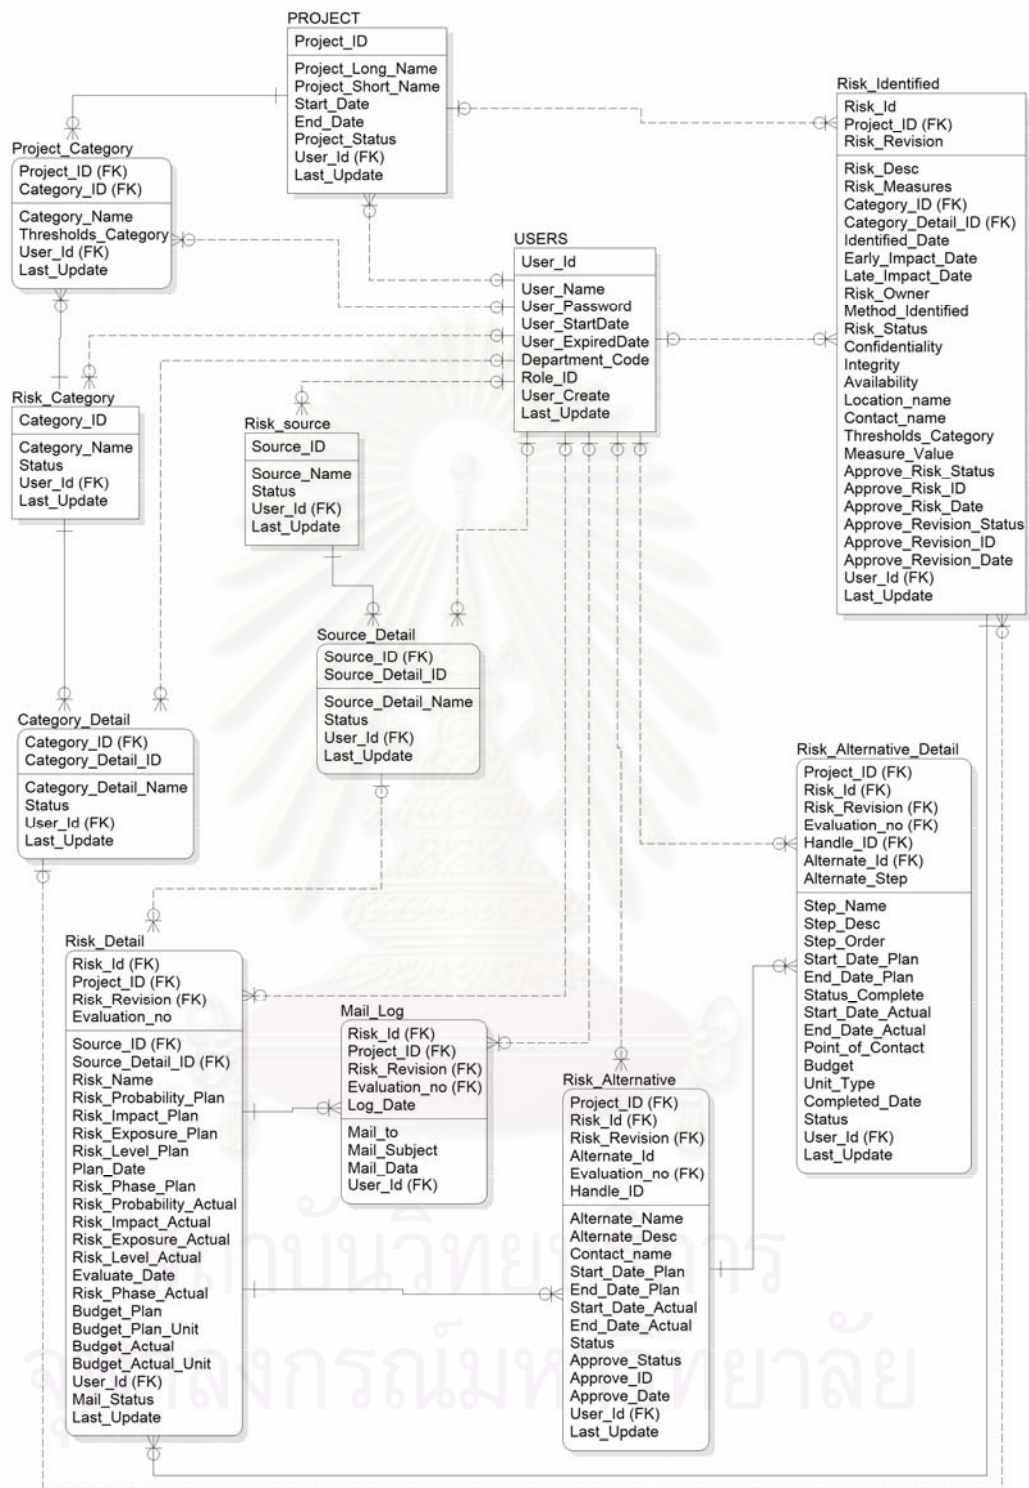 PROJECT
Project_ID
Project_Long_Name
Project_Short_Name
Start_Date
End_Date
Project_Status
User_Id (FK)
Last_Update
Risk_Identified
Risk_Id
Project_ID (FK)
Risk_Revision
Risk_Desc
Risk_Measures
Category_ID (FK)
Category_Detail_ID (FK)
Identified_Date
Early_Impact_Date
Late_Impact_Date
Risk_Owner
Method_Identified
Risk_Status
Confidentiality
Integrity
Availability
Location_name
Contact_name
Thresholds_Category
Measure_Value
Approve_Risk_Status
Approve_Risk_ID
Approve_Risk_Date
Approve_Revision_Status
Approve_Revision_ID
Approve_Revision_Date
User_Id (FK)
Last_Update
Project_Category
Project_ID (FK)
Category_ID (FK)
Category_Name
Thresholds_Category
User_Id (FK)
Last_Update
USERS
User_Id
User_Name
User_Password
User_StartDate
User_ExpiredDate
Department_Code
Role_ID
User_Create
Last_Update
Risk_Category
Category_ID
Category_Name
Status
User_Id (FK)
Last_Update
Risk_source
Source_ID
Source_Name
Status
User_Id (FK)
Last_Update
Source_Detail
Source_ID (FK)
Source_Detail_ID
Source_Detail_Name
Status
User_Id (FK)
Last_Update
Category_Detail
Category_ID (FK)
Category_Detail_ID
Category_Detail_Name
Status
User_Id (FK)
Last_Update
Risk_Alternative_Detail
Project_ID (FK)
Risk_Id (FK)
Risk_Revision (FK)
Evaluation_no (FK)
Handle_ID (FK)
Alternate_Id (FK)
Alternate_Step
Step_Name
Step_Desc
Step_Order
Start_Date_Plan
End_Date_Plan
Status_Complete
Start_Date_Actual
End_Date_Actual
Point_of_Contact
Budget
Unit_Type
Completed_Date
Status
User_Id (FK)
Last_Update
Risk_Detail
Risk_Id (FK)
Project_ID (FK)
Risk_Revision (FK)
Evaluation_no
Source_ID (FK)
Source_Detail_ID (FK)
Risk_Name
Risk_Probability_Plan
Risk_Impact_Plan
Risk_Exposure_Plan
Risk_Level_Plan
Plan_Date
Risk_Phase_Plan
Risk_Probability_Actual
Risk_Impact_Actual
Risk_Exposure_Actual
Risk_Level_Actual
Evaluate_Date
Risk_Phase_Actual
Budget_Plan
Budget_Plan_Unit
Budget_Actual
Budget_Actual_Unit
User_Id (FK)
Mail_Status
Last_Update
Mail_Log
Risk_Id (FK)
Project_ID (FK)
Risk_Revision (FK)
Evaluation_no (FK)
Log_Date
Mail_to
Mail_Subject
Mail_Data
User_Id (FK)
Risk_Alternative
Project_ID (FK)
Risk_Id (FK)
Risk_Revision (FK)
Alternate_Id
Evaluation_no (FK)
Handle_ID
Alternate_Name
Alternate_Desc
Contact_name
Start_Date_Plan
End_Date_Plan
Start_Date_Actual
End_Date_Actual
Status
Approve_Status
Approve_ID
Approve_Date
User_Id (FK)
Last_Update